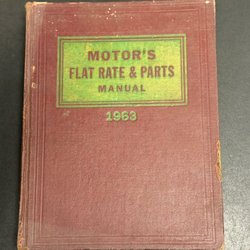 MOTOR'S
FLAT RATE & PARTS
MANUAL
1963